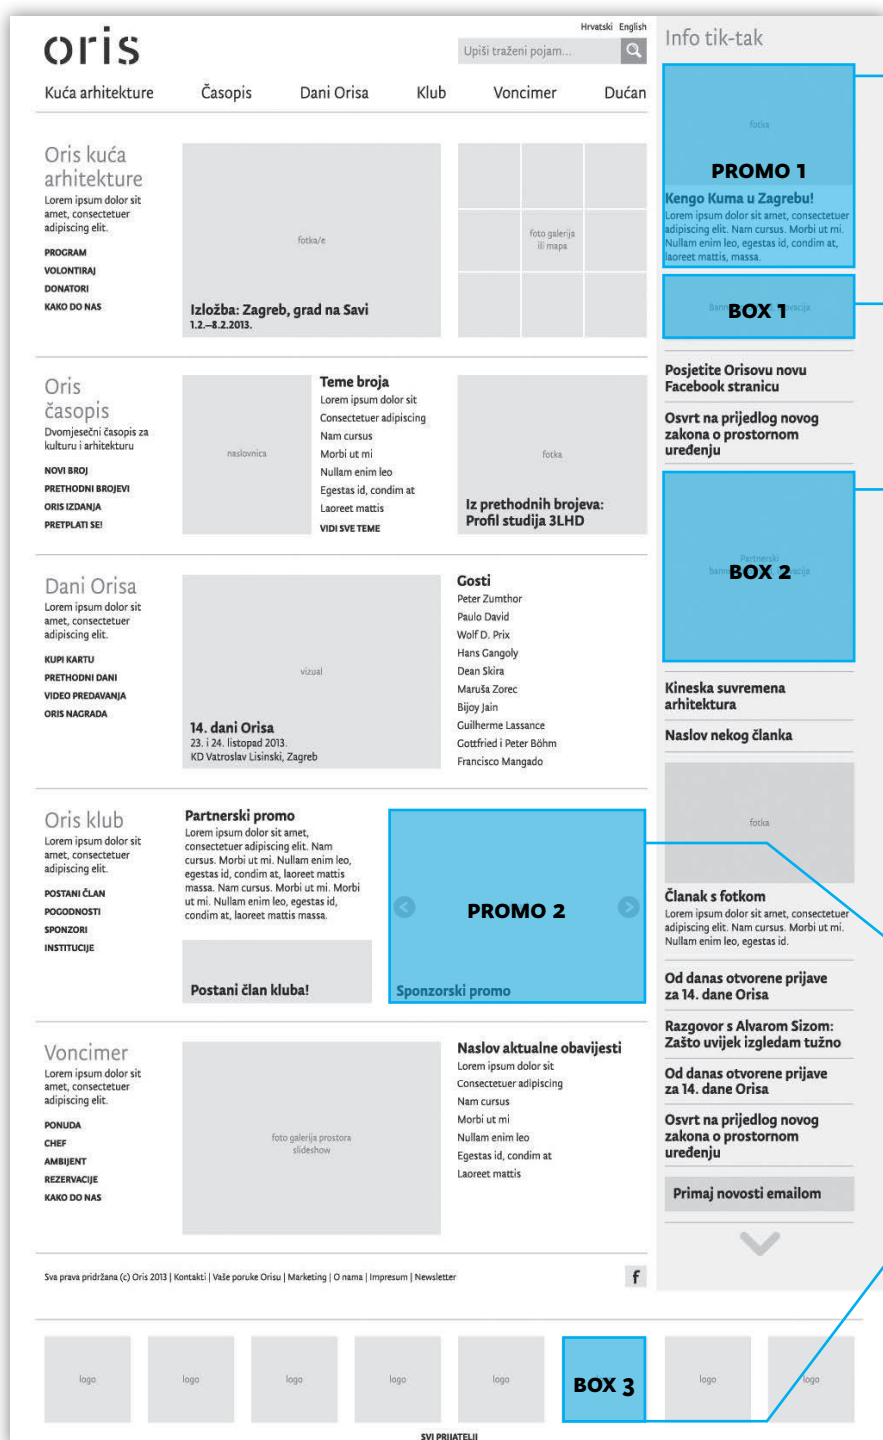 oris
Hrvatski English
Upiši traženi pojam...
Kuća arhitekture
Časopis
Dani Orisa
Klub
Voncimer
Dućan
Oris kuća
arhitekture
Lorem ipsum dolor sit
amet, consectetuer
adipiscing elit.
PROGRAM
VOLONTIRAJ
DONATORI
KAKO DO NAS
fotka/e
Izložba: Zagreb, grad na Savi
1.2.–8.2.2013.
foto galerija
ili mapa
Oris
časopis
Dvomjesečni časopis za
kulturu i arhitekturu
NOVI BROJ
PRETHODNI BROJEVI
ORIS IZDANJA
PRETPLATI SE!
naslovnica
Teme broja
Lorem ipsum dolor sit
Consectetuer adipiscing
Nam cursus
Morbi ut mi
Nullam enim leo
Egestas id, condim at
Laoreet mattis
VIDI SVE TEME
fotka
Iz prethodnih brojeva:
Profil studija 3LHD
Dani Orisa
Lorem ipsum dolor sit
amet, consectetuer
adipiscing elit.
KUPI KARTU
PRETHODNI DANI
VIDEO PREDAVANJA
ORIS NAGRADA
vizual
14. dani Orisa
23. i 24. listopad 2013.
KD Vatroslav Lisinski, Zagreb
Gosti
Peter Zumthor
Paulo David
Wolf D. Prix
Hans Gangoly
Dean Skira
Maruša Zorec
Bijoy Jain
Guilherme Lassance
Gottfried i Peter Böhm
Francisco Mangado
Oris klub
Lorem ipsum dolor sit
amet, consectetuer
adipiscing elit.
POSTANI ČLAN
POGODNOSTI
SPONZORI
INSTITUCIJE
Partnerski promo
Lorem ipsum dolor sit amet,
consectetuer adipiscing elit. Nam
cursus. Morbi ut mi. Nullam enim leo,
egestas id, condim at, laoreet mattis
massa. Nam cursus. Morbi ut mi. Morbi
ut mi. Nullam enim leo, egestas id,
condim at, laoreet mattis massa.
Postani član kluba!
PROMO 2
Sponzorski promo
Voncimer
Lorem ipsum dolor sit
amet, consectetuer
adipiscing elit.
PONUDA
CHEF
AMBIJENT
REZERVACIJE
KAKO DO NAS
foto galerija prostora
slideshow
Naslov aktualne obavijesti
Lorem ipsum dolor sit
Consectetuer adipiscing
Nam cursus
Morbi ut mi
Nullam enim leo
Egestas id, condim at
Laoreet mattis
Info tik-tak
fotka
PROMO 1
Kengo Kuma u Zagrebu!
Lorem ipsum dolor sit amet, consectetuer
adipiscing elit. Nam cursus. Morbi ut mi.
Nullam enim leo, egestas id, condim at,
laoreet mattis, massa.
BOX 1
Posjetite Orisovu novu
Facebook stranicu
Osvrt na prijedlog novog
zakona o prostornom
uređenju
Partnerski
BOX 2
Kineska suvremena
arhitektura
Naslov nekog članka
fotka
Članak s fotkom
Lorem ipsum dolor sit amet, consectetuer
adipiscing elit. Nam cursus. Morbi ut mi.
Nullam enim leo, egestas id.
Od danas otvorene prijave
za 14. dane Orisa
Razgovor s Alvarom Sizom:
Zašto uvijek izgledam tužno
Od danas otvorene prijave
za 14. dane Orisa
Osvrt na prijedlog novog
zakona o prostornom
uređenju
Primaj novosti emailom
Sva prava pridržana (c) Oris 2013 | Kontakti | Vaše poruke Orisu | Marketing | O nama | Impresum | Newsletter
f
logo
logo
logo
logo
logo
BOX 3
logo
logo
SVI PRIJATELJI